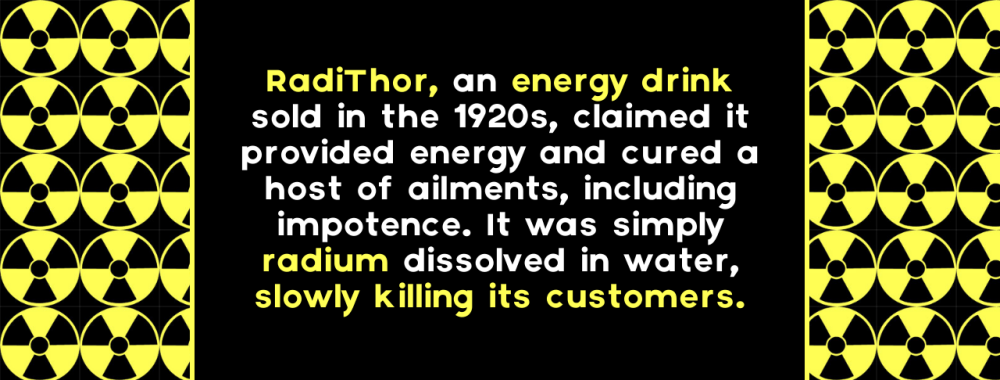 RadiThor, an energy drink
sold in the 1920s, claimed it
provided energy and cured a
host of ailments, including
impotence. It was simply
radium dissolved in water,
slowly killing its customers.